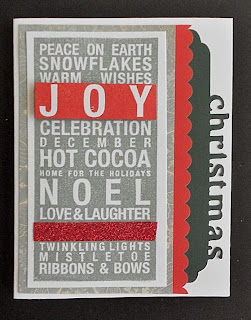 PEACE ON EARTH
SNOWFLAKES
WARM WISHES
JOY
CELEBRATION
DECEMBER
HOT COCOA
HOME FOR THE HOLIDAYS
NOEL
LOVE & LAUGHTER
TWINKLING LIGHTS
MISTLETOE
RIBBONS & BOWS
christmas